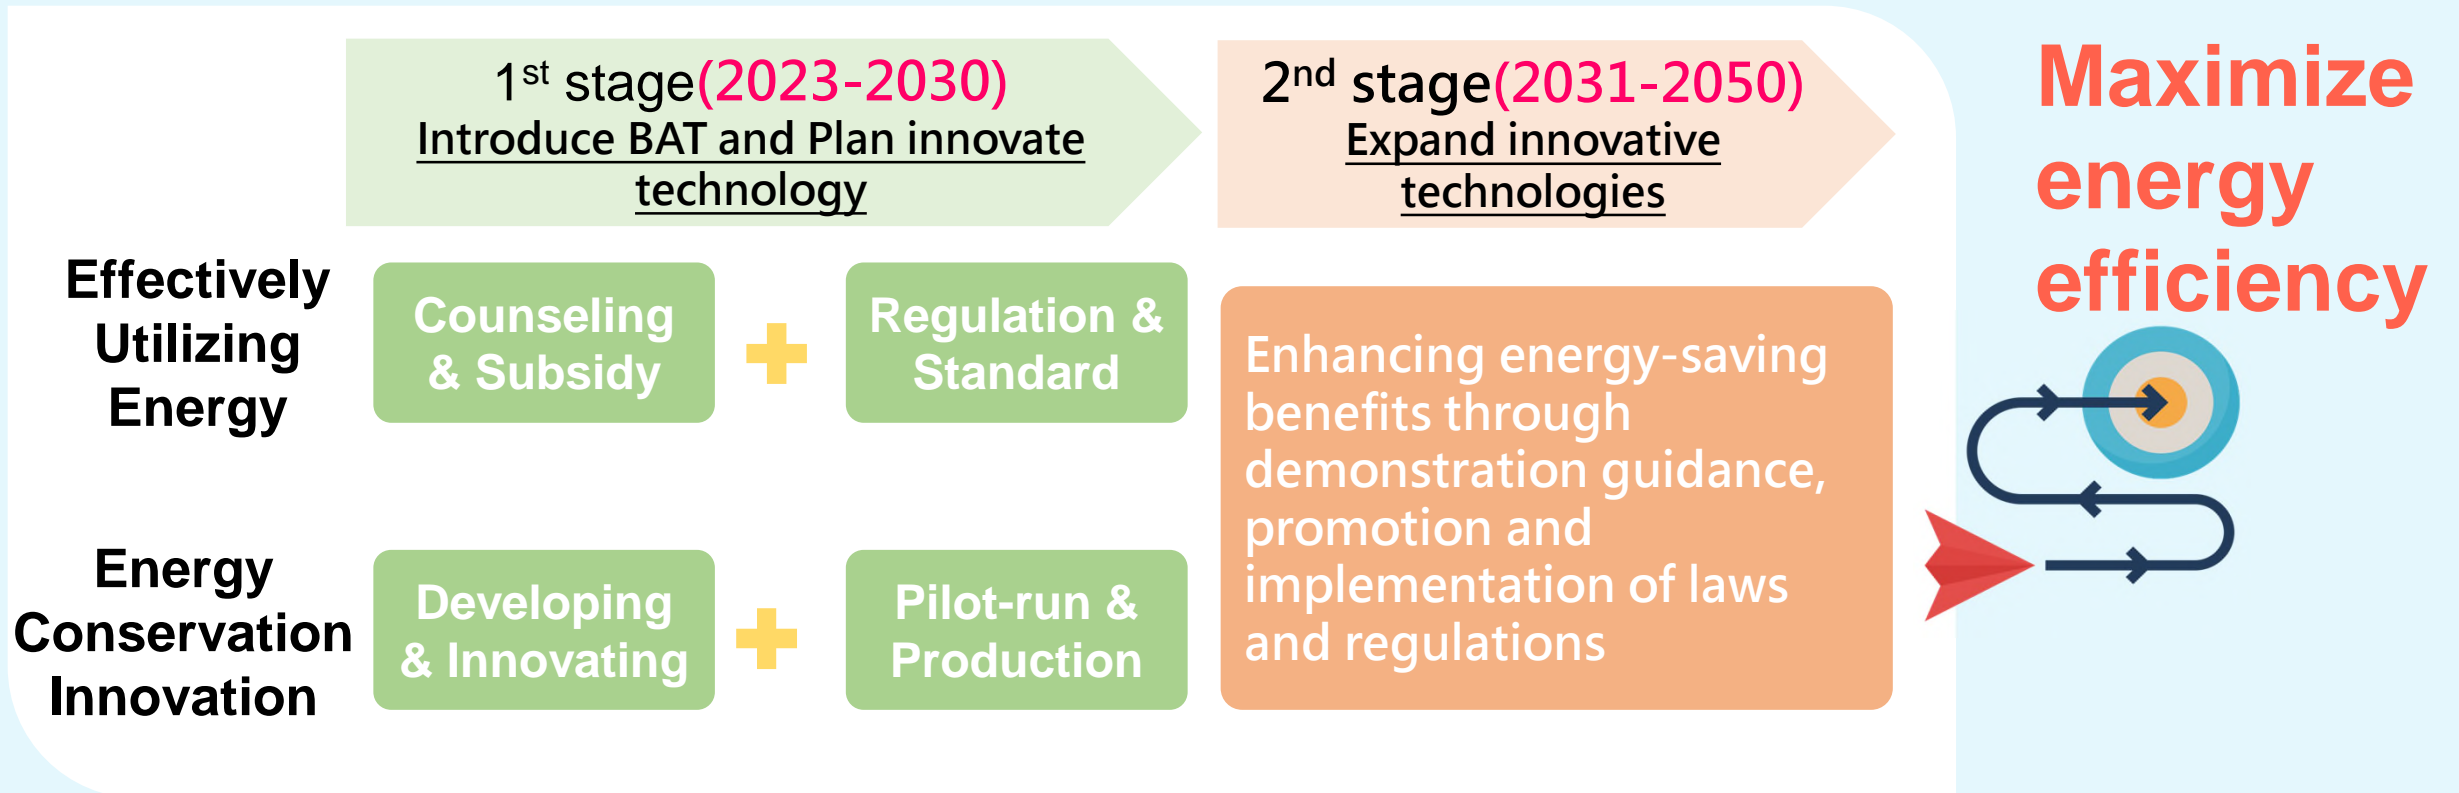 1st stage(2023-2030)
Introduce BAT and Plan innovate
technology
2nd stage(2031-2050)
Expand innovative
technologies
Maximize
energy
efficiency
Effectively
Utilizing
Energy
Counseling
& Subsidy
Regulation &
Standard
Enhancing energy-saving
benefits through
demonstration guidance,
promotion and
implementation of laws
and regulations
Energy
Conservation
Innovation
Developing
& Innovating
Pilot-run &
Production